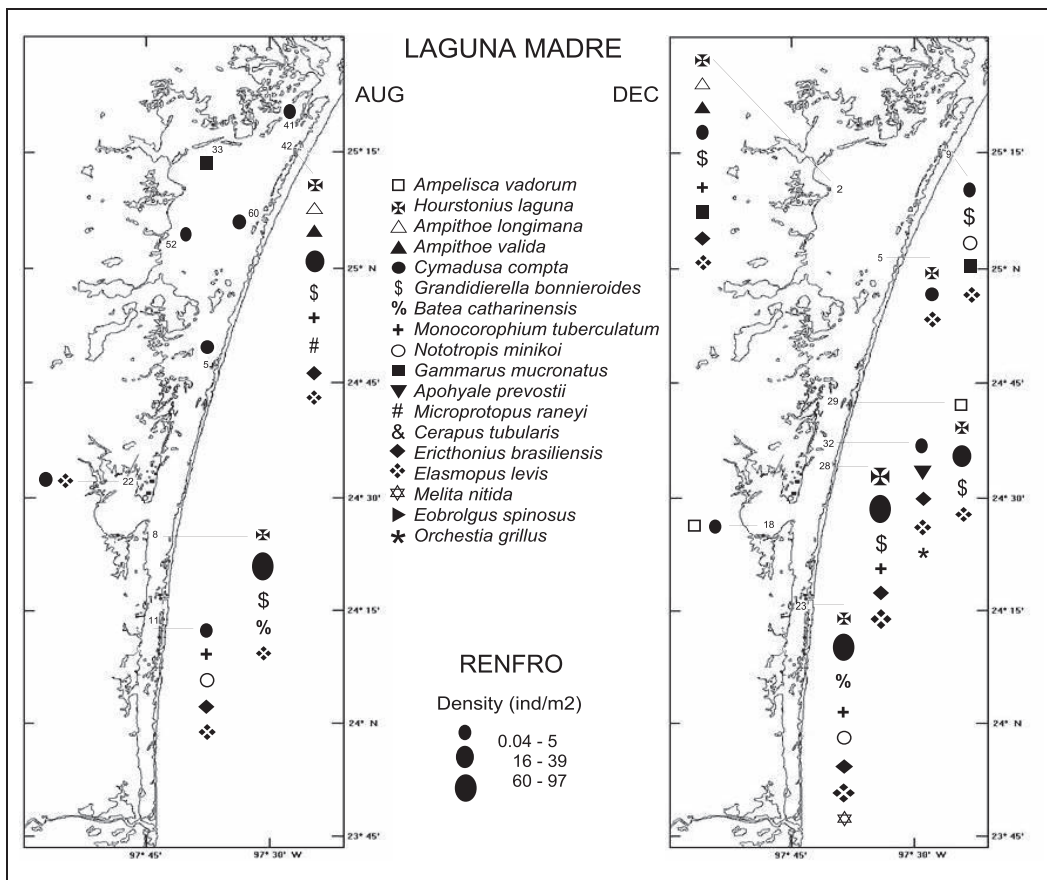 LAGUNA MADRE
AUG
DEC
41
42
33
60
52
5
22
8
11
25° 15'
25° N
24° 45'
24° 30'
24° 15'
24° N
23° 45'
97° 45'
97° 30' W
□ Ampelisca vadorum
Hourstonius laguna
△ Ampithoe longimana
▲ Ampithoe valida
● Cymadusa compta
$ Grandidierella bonnieroides
% Batea catharinensis
+ Monocorophium tuberculatum
○ Nototropis minikoi
■ Gammarus mucronatus
▼ Apohyale prevostii
# Microprotopus raneyi
& Cerapus tubularis
◆ Ericthonius brasiliensis
❖ Elasmopus levis
✡ Melita nitida
► Eobrolgus spinosus
* Orchestia grillus
RENFRO
Density (ind/m2)
0.04 - 5
16 - 39
60 - 97
$
+
#
$
%
+
2
9
5
29
32
28
18
23
$
+
$
$
*
$
+
%
+
97° 45'
97° 30' W